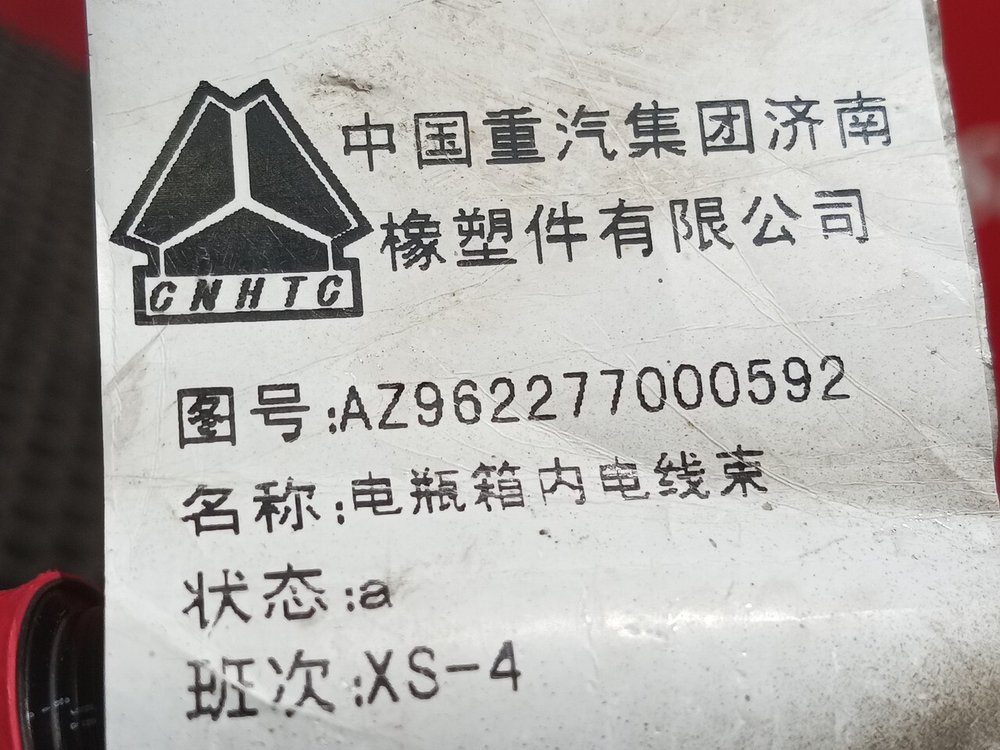 中国重汽集团济南
橡塑件有限公司
CNHTC
图号:AZ962277000592
名称:电瓶箱内电线束
状态:a
班次:XS-4